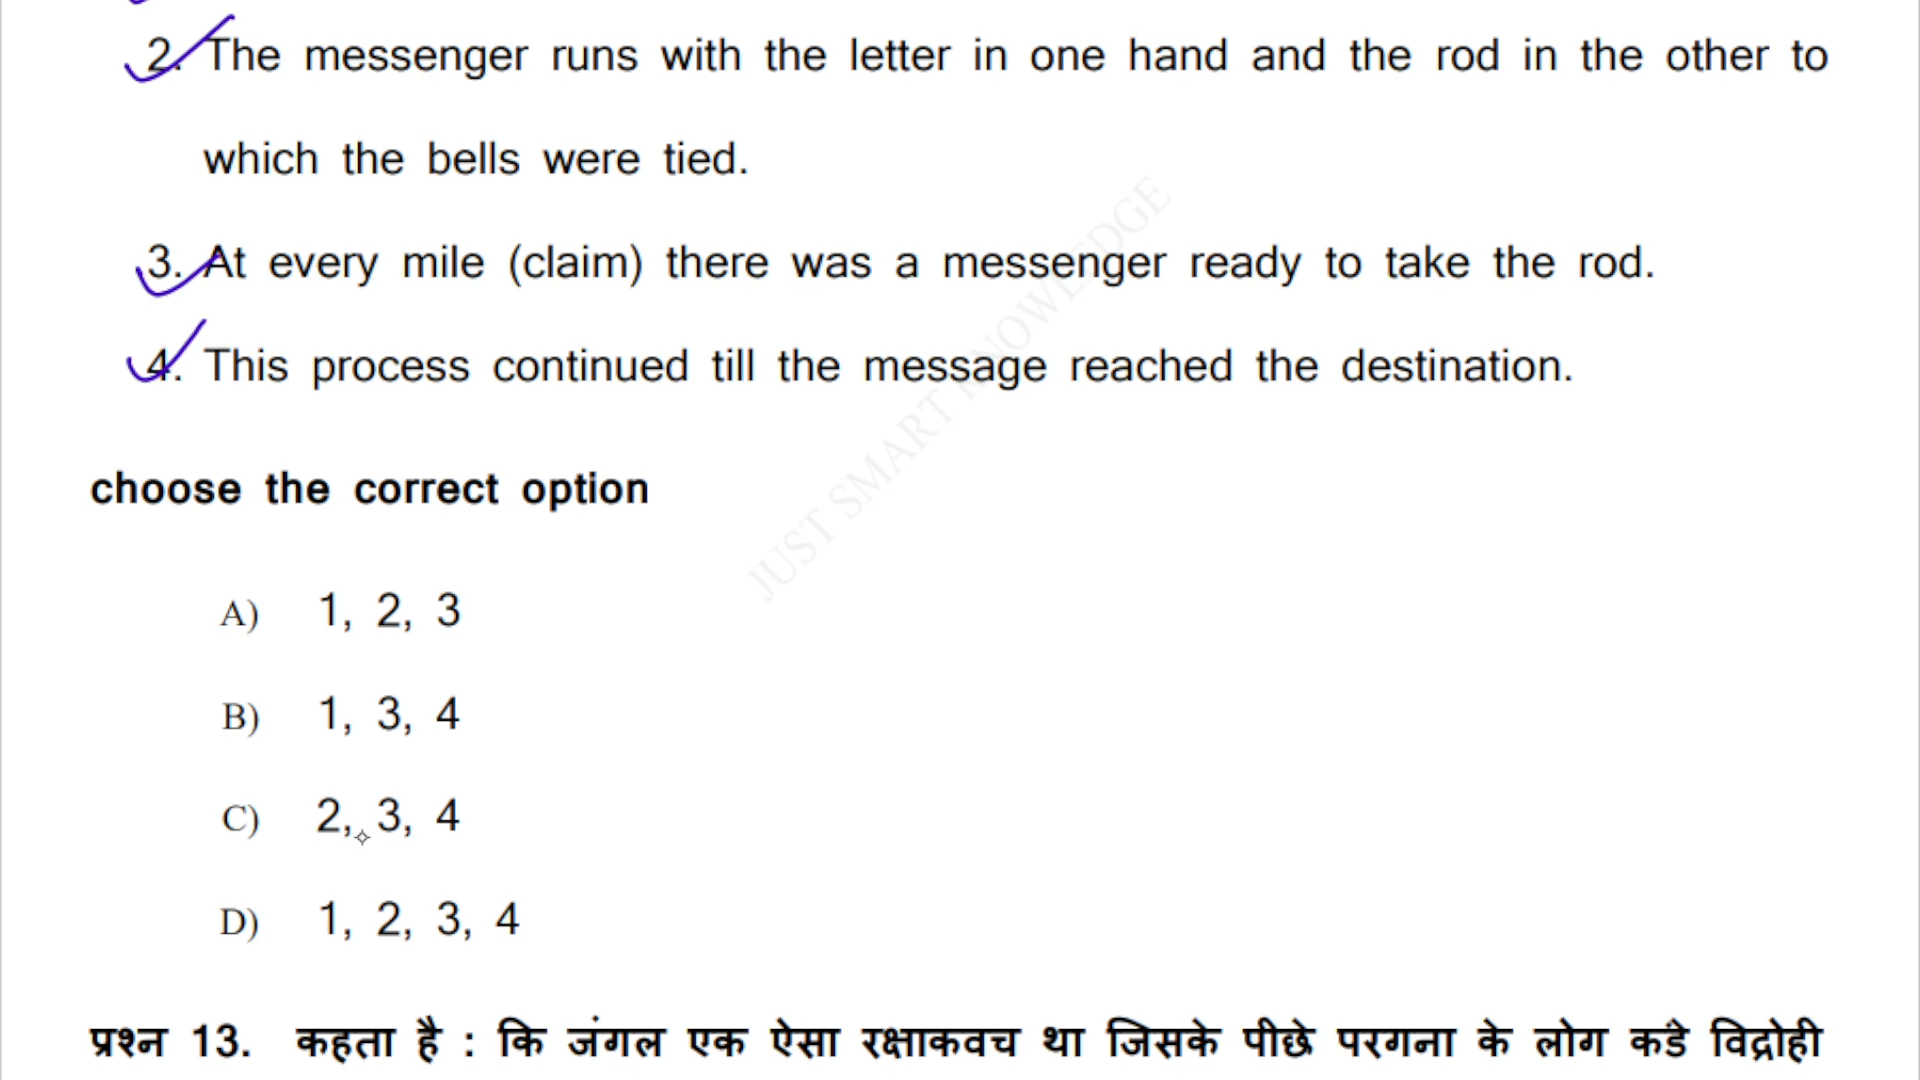 2. The messenger runs with the letter in one hand and the rod in the other to
which the bells were tied.
3. At every mile (claim) there was a messenger ready to take the rod.
4. This process continued till the message reached the destination.
choose the correct option
A) 1, 2, 3
B) 1, 3, 4
C) 2, 3, 4
D) 1, 2, 3, 4
प्रश्न 13. कहता है : कि जंगल एक ऐसा रक्षाकवच था जिसके पीछे परगना के लोग कडे विद्रोही
JUST SMART KNOWLEDGE